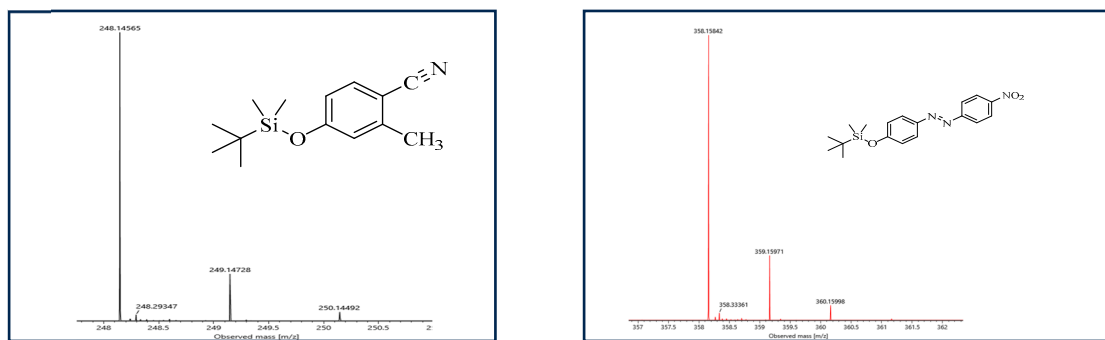 248.14565
N
C
Si
O
CH3
249.14728
248.29347
250.14492
248 248.5 249 249.5 250 250.5 2
Observed mass [m/z]
358.15842
NO2
N
N
Si
O
359.15971
358.33361
360.15998
357 357.5 358 358.5 359 359.5 360 360.5 361 361.5 362
Observed mass [m/z]